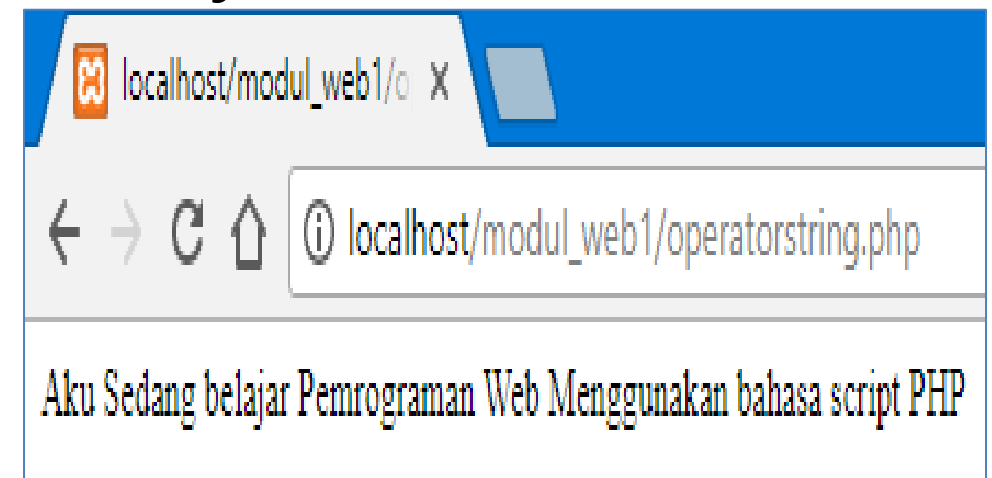 localhost/modul_web1/o X
localhost/modul_web1/operatorstring.php
Aku Sedang belajar Pemrograman Web Menggunakan bahasa script PHP